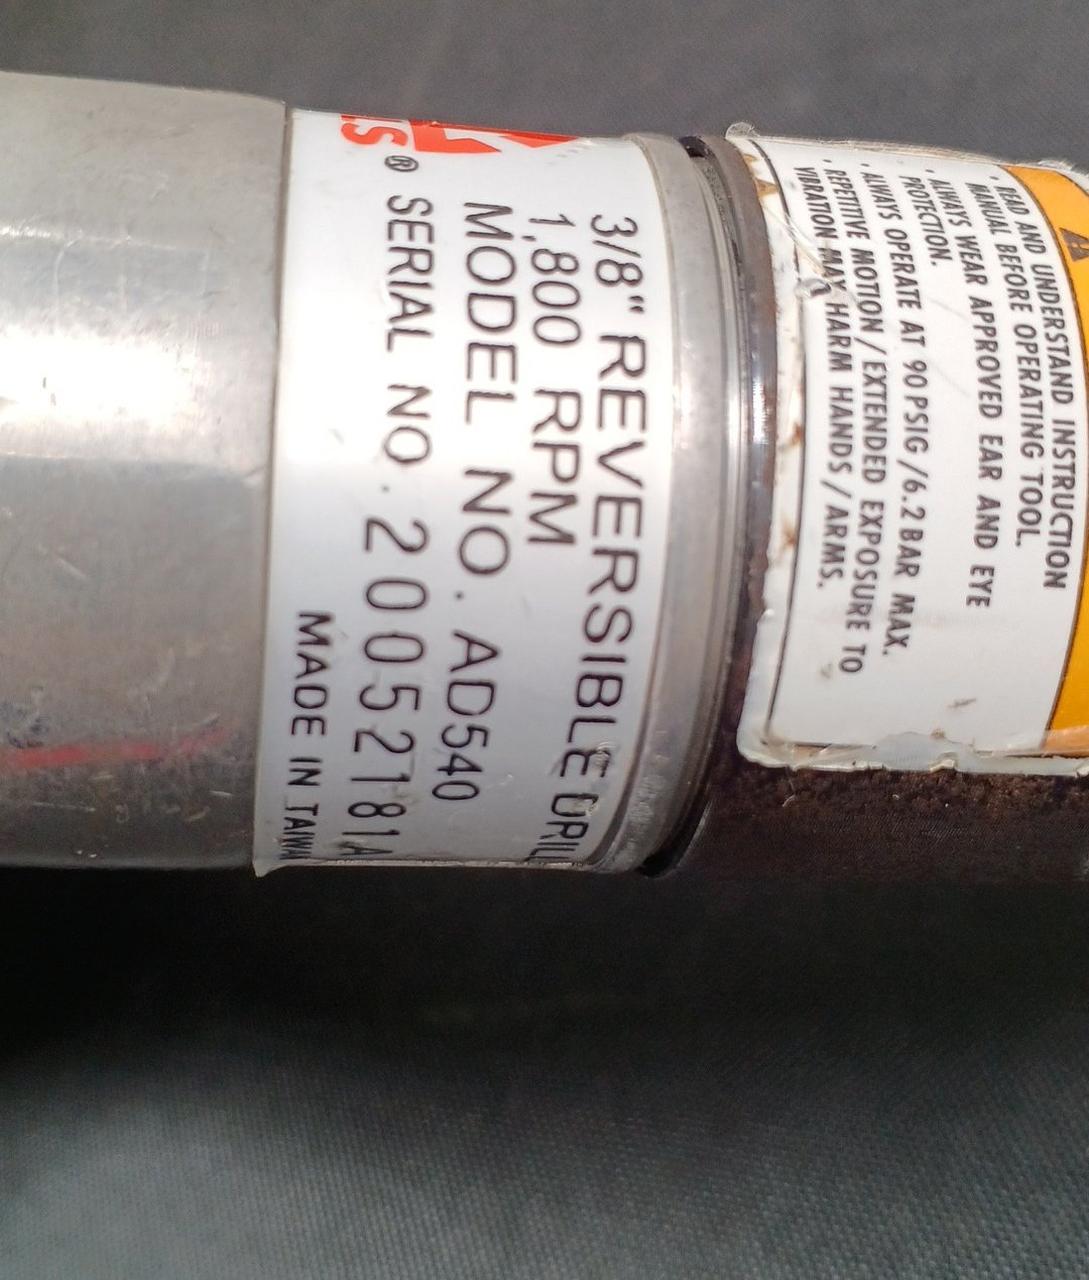 3/8" REVERSIBLE DRILL
1,800 RPM
MODEL NO. AD540
® SERIAL NO. 20052181A
MADE IN TAIWA
READ AND UNDERSTAND INSTRUCTION
MANUAL BEFORE OPERATING TOOL.
· ALWAYS WEAR APPROVED EAR AND EYE
PROTECTION.
· ALWAYS OPERATE AT 90 PSIG/6.2 BAR MAX.
· REPETITIVE MOTION/EXTENDED EXPOSURE TO
VIBRATION MAY HARM HANDS/ARMS.